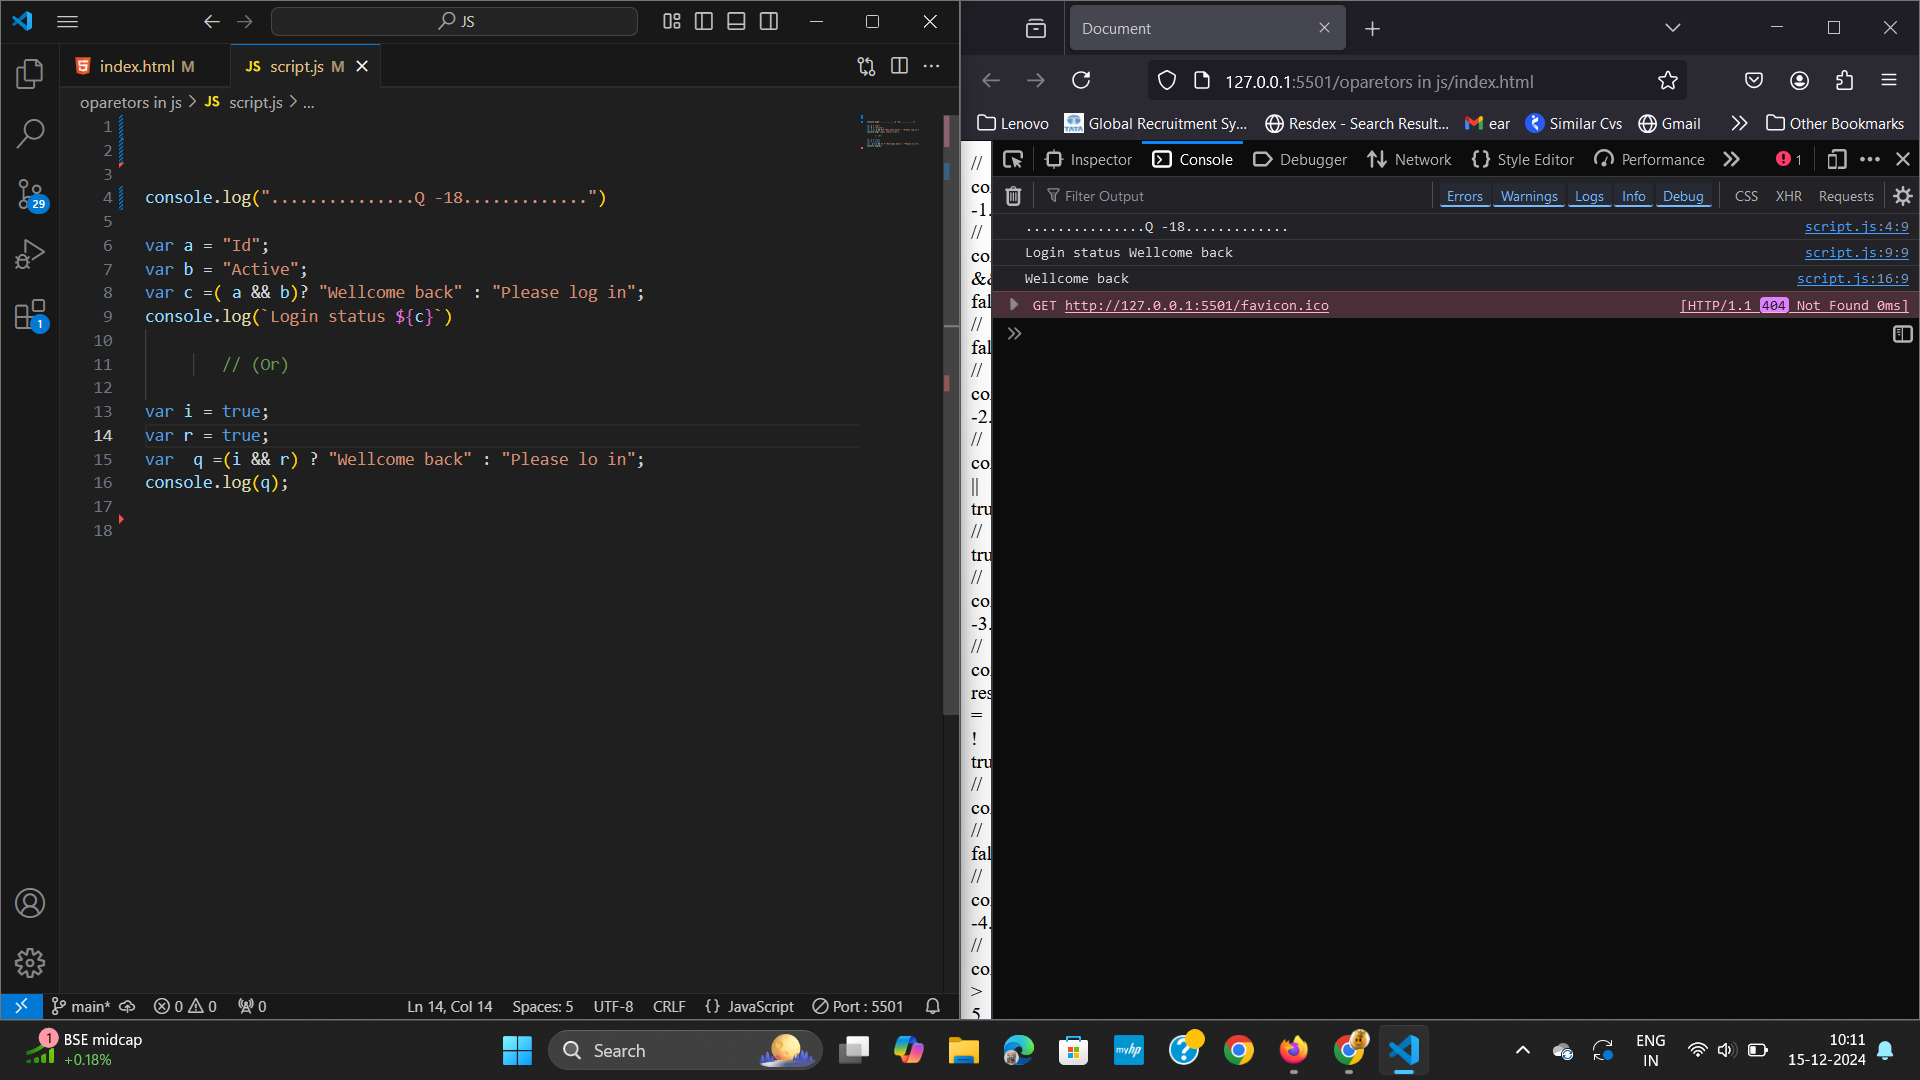 JS
index.html M
JS script.js M
oparetors in js > JS script.js > ...
1
2
3
4 console.log("...............Q -18.............")
5
6 var a = "Id";
7 var b = "Active";
8 var c =( a && b)? "Wellcome back" : "Please log in";
9 console.log(`Login status ${c}`)
10
11 // (Or)
12
13 var i = true;
14 var r = true;
15 var  q =(i && r) ? "Wellcome back" : "Please lo in";
16 console.log(q);
17
18
29
1
main* 0 0 0 Ln 14, Col 14 Spaces: 5 UTF-8 CRLF {} JavaScript Port : 5501
Document
127.0.0.1:5501/oparetors in js/index.html
Lenovo TATA Global Recruitment Sy... Resdex - Search Result... ear Similar Cvs Gmail Other Bookmarks
Inspector Console Debugger Network Style Editor Performance 1
Filter Output Errors Warnings Logs Info Debug CSS XHR Requests
...............Q -18............. script.js:4:9
Login status Wellcome back script.js:9:9
Wellcome back script.js:16:9
GET http://127.0.0.1:5501/favicon.ico [HTTP/1.1 404 Not Found 0ms]
//
co
-1.
//
co
&&
fal
//
fal
//
co
-2.
//
co
||
tru
//
tru
//
co
-3.
//
co
res
=
!
tru
//
co
//
fal
//
co
-4.
//
co
>
5
1
BSE midcap
+0.18%
Search
myhp
ENG
IN
10:11
15-12-2024